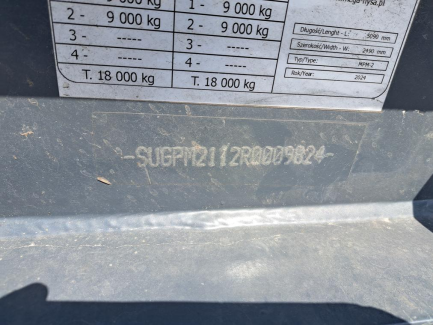 1 - 9 000 kg
2 - 9 000 kg 2 - 9 000 kg
3 - ----- 3 - -----
4 - ----- 4 - -----
T. 18 000 kg T. 18 000 kg
Długość/Lenght - L: 5090 mm
Szerokość/Width - W: 2490 mm
Typ/Type: MPM 2
Rok/Year: 2024
-SUGPM2112R0009824-